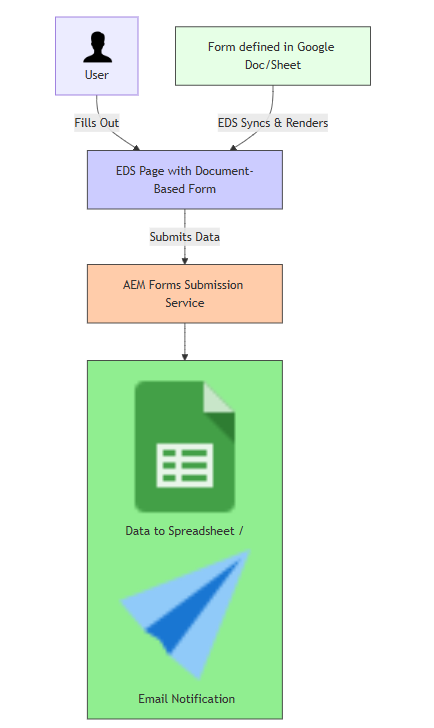 User
Form defined in Google
Doc/Sheet
Fills Out
EDS Syncs & Renders
EDS Page with Document-
Based Form
Submits Data
AEM Forms Submission
Service
Data to Spreadsheet /
Email Notification